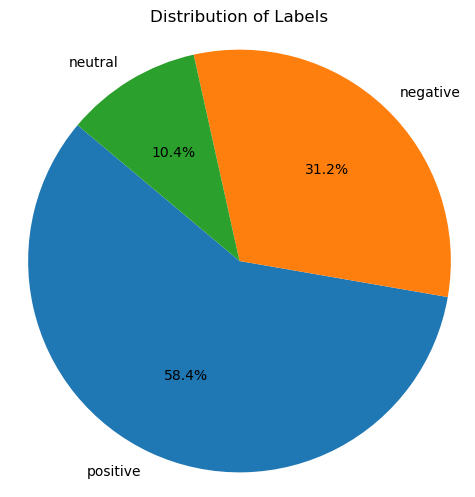 Distribution of Labels
neutral
negative
10.4%
31.2%
58.4%
positive